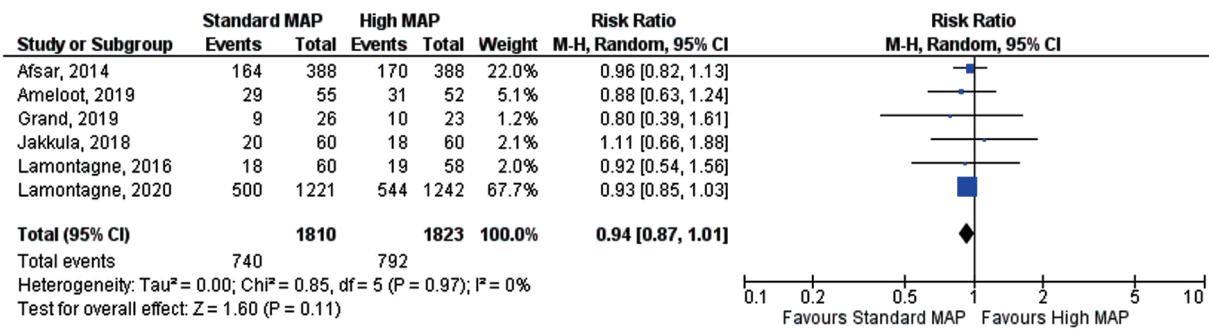 Standard MAP High MAP Risk Ratio Risk Ratio
Study or Subgroup Events Total Events Total Weight M-H, Random, 95% CI M-H, Random, 95% CI
Afsar, 2014 164 388 170 388 22.0% 0.96 [0.82, 1.13]
Ameloot, 2019 29 55 31 52 5.1% 0.88 [0.63, 1.24]
Grand, 2019 9 26 10 23 1.2% 0.80 [0.39, 1.61]
Jakkula, 2018 20 60 18 60 2.1% 1.11 [0.66, 1.88]
Lamontagne, 2016 18 60 19 58 2.0% 0.92 [0.54, 1.56]
Lamontagne, 2020 500 1221 544 1242 67.7% 0.93 [0.85, 1.03]
Total (95% CI) 1810 1823 100.0% 0.94 [0.87, 1.01]
Total events 740 792
Heterogeneity: Tau² = 0.00; Chi² = 0.85, df = 5 (P = 0.97); I² = 0%
Test for overall effect: Z = 1.60 (P = 0.11)
0.1 0.2 0.5 1 2 5 10
Favours Standard MAP Favours High MAP